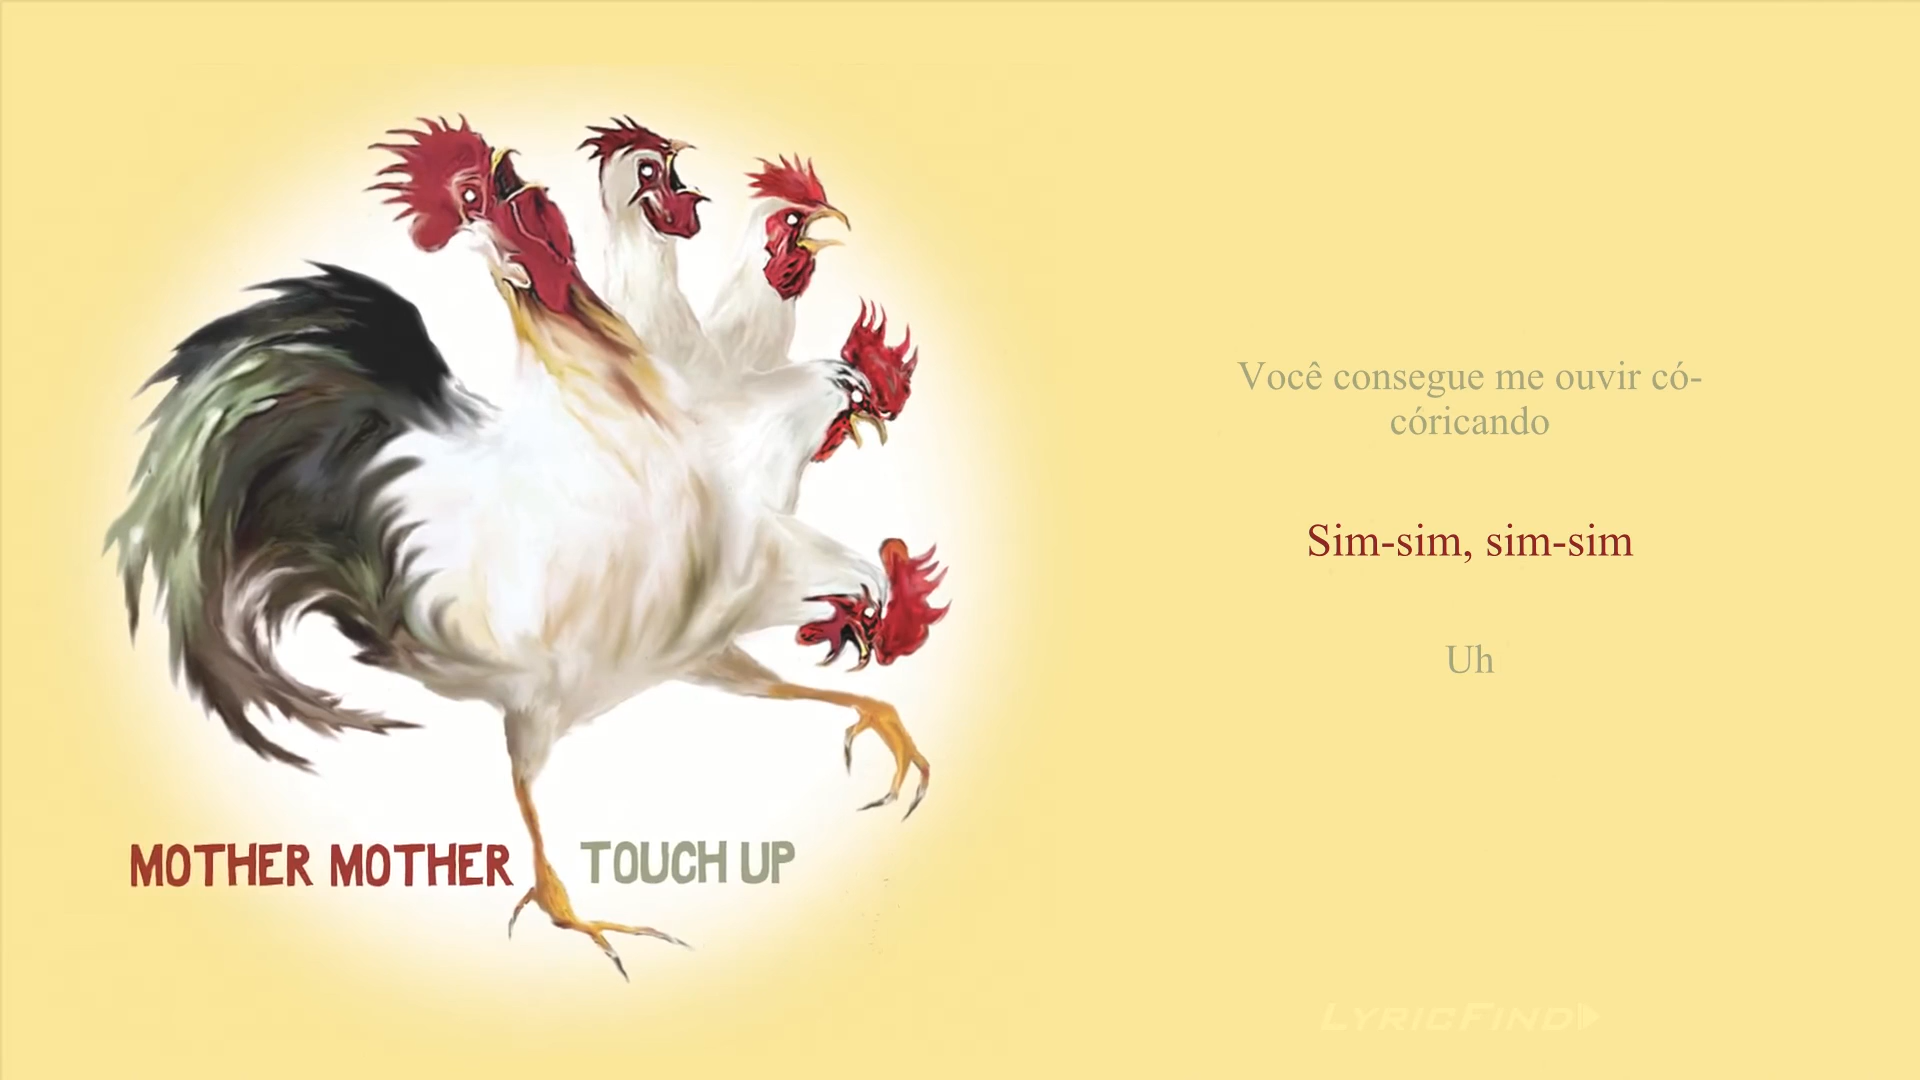 Você consegue me ouvir có-
córicando
Sim-sim, sim-sim
Uh
MOTHER MOTHER TOUCH UP
LYRICFIND